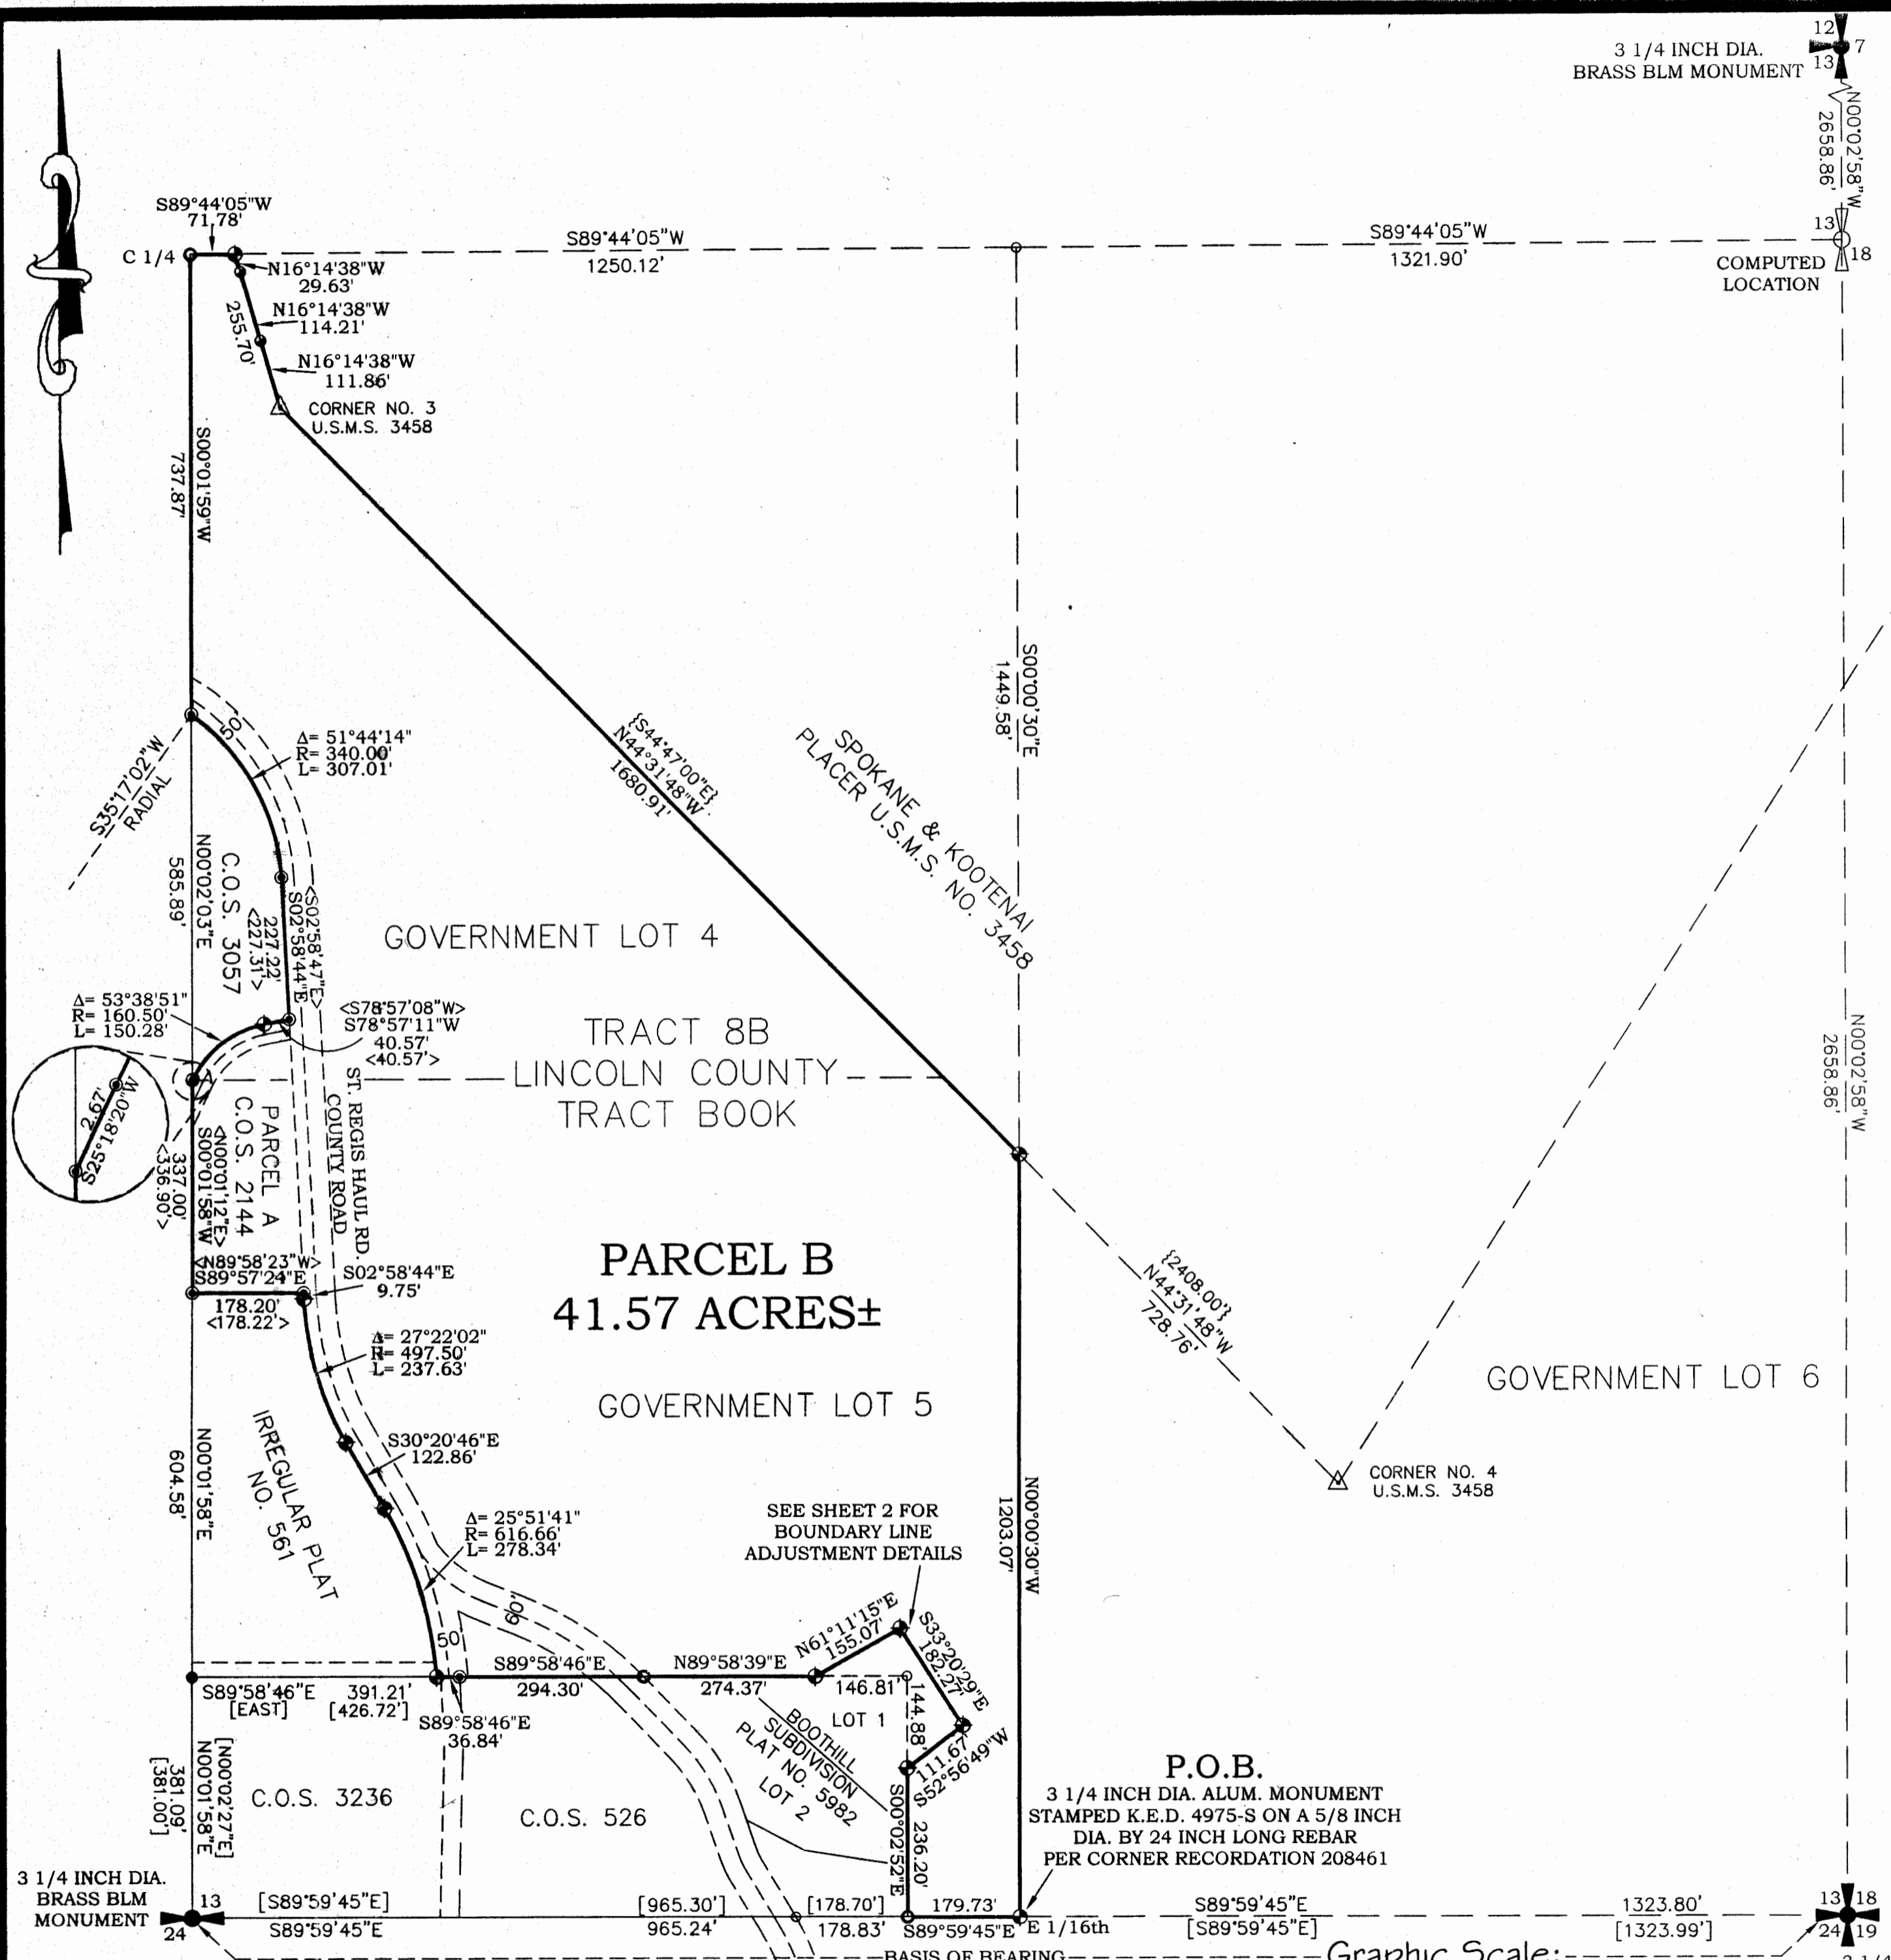 12
7
3 1/4 INCH DIA.
BRASS BLM MONUMENT
13
N00°02'58"W
2658.86'
S89°44'05"W
71.78'
C 1/4
S89°44'05"W
1250.12'
S89°44'05"W
1321.90'
13
18
COMPUTED
LOCATION
N16°14'38"W
29.63'
N16°14'38"W
114.21'
255.70'
N16°14'38"W
111.86'
CORNER NO. 3
U.S.M.S. 3458
S00°01'59"W
737.87'
S00°00'30"E
1449.58'
50'
Δ= 51°44'14"
R= 340.00'
L= 307.01'
S35°17'02"W
RADIAL
{S44°47'00"E}
N44°31'48"W
1680.91'
SPOKANE & KOOTENAI
PLACER U.S.M.S. NO. 3458
N00°02'03"E
585.89'
C.O.S. 3057
<S02°58'47"E>
S02°58'44"E
227.22'
<227.31'>
GOVERNMENT LOT 4
Δ= 53°38'51"
R= 160.50'
L= 150.28'
<S78°57'08"W>
S78°57'11"W
40.57'
<40.57'>
TRACT 8B
LINCOLN COUNTY
TRACT BOOK
N00°02'58"W
2658.86'
2.67'
S25°18'20"W
ST. REGIS HAUL RD.
COUNTY ROAD
PARCEL A
C.O.S. 2144
<N00°01'12"E>
S00°01'58"W
337.00'
<336.90'>
<N89°58'23"W>
S89°57'24"E
178.20'
<178.22'>
S02°58'44"E
9.75'
PARCEL B
41.57 ACRES±
{2408.00'}
N44°31'48"W
728.76'
Δ= 27°22'02"
R= 497.50'
L= 237.63'
GOVERNMENT LOT 5
GOVERNMENT LOT 6
IRREGULAR PLAT
NO. 561
N00°01'58"E
604.58'
S30°20'46"E
122.86'
CORNER NO. 4
U.S.M.S. 3458
N00°00'30"W
1203.07'
SEE SHEET 2 FOR
BOUNDARY LINE
ADJUSTMENT DETAILS
Δ= 25°51'41"
R= 616.66'
L= 278.34'
60'
50'
N61°11'15"E
155.07'
S33°20'29"E
182.27'
S89°58'46"E
294.30'
N89°58'39"E
274.37'
146.81'
S89°58'46"E
[EAST]
391.21'
[426.72']
S89°58'46"E
36.84'
LOT 1
144.88'
111.67'
S52°56'49"W
BOOTHILL
SUBDIVISION
PLAT NO. 5982
LOT 2
[N00°02'27"E]
N00°01'58"E
381.09'
[381.00']
C.O.S. 3236
C.O.S. 526
S00°02'52"E
236.20'
P.O.B.
3 1/4 INCH DIA. ALUM. MONUMENT
STAMPED K.E.D. 4975-S ON A 5/8 INCH
DIA. BY 24 INCH LONG REBAR
PER CORNER RECORDATION 208461
3 1/4 INCH DIA.
BRASS BLM
MONUMENT
13
24
[S89°59'45"E]
S89°59'45"E
[965.30']
965.24'
[178.70']
178.83'
179.73'
S89°59'45"E
E 1/16th
S89°59'45"E
[S89°59'45"E]
1323.80'
[1323.99']
13
18
24
19
BASIS OF BEARING
Graphic Scale: